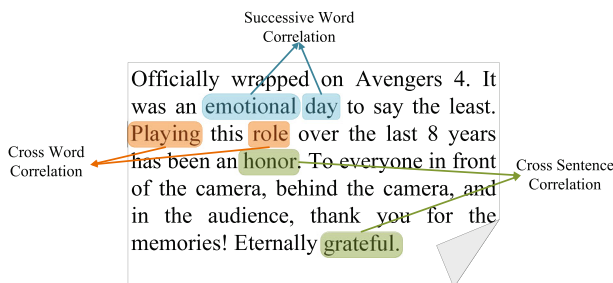 Successive Word
Correlation
Officially wrapped on Avengers 4. It
was an emotional day to say the least.
Playing this role over the last 8 years
has been an honor. To everyone in front
of the camera, behind the camera, and
in the audience, thank you for the
memories! Eternally grateful.
Cross Word
Correlation
Cross Sentence
Correlation